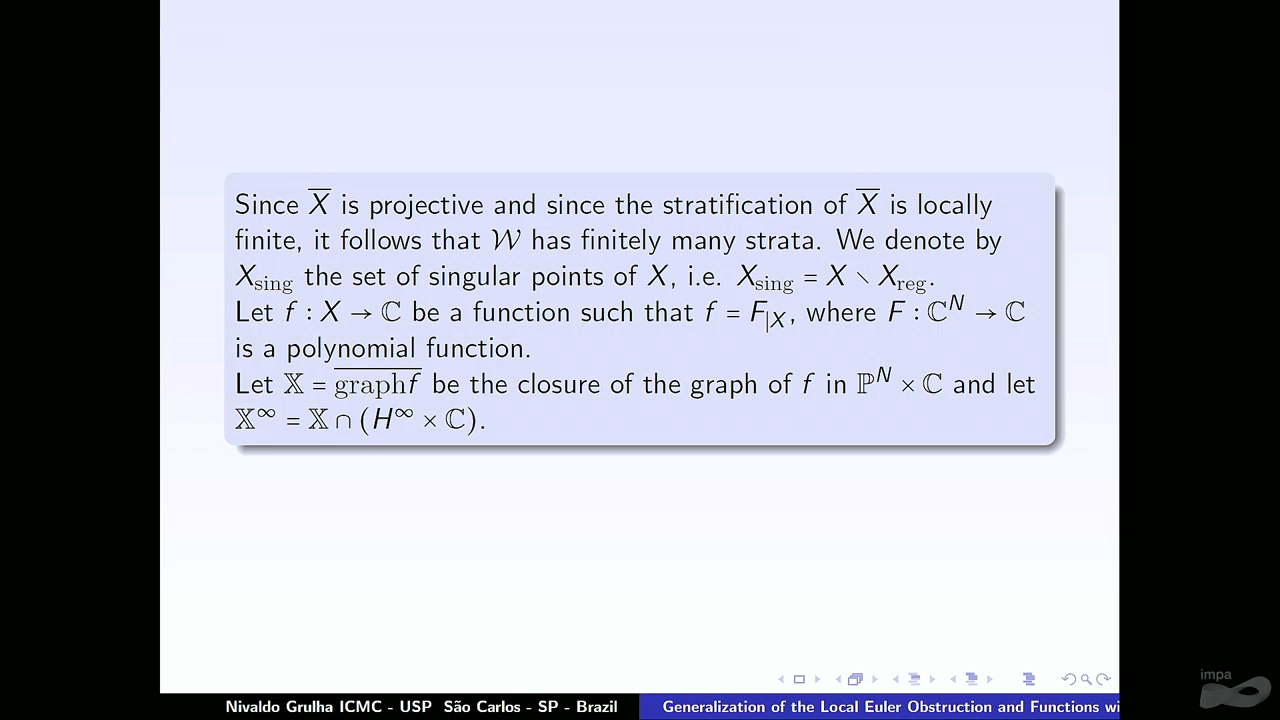 Since X̅ is projective and since the stratification of X̅ is locally
finite, it follows that 𝒲 has finitely many strata. We denote by
X_sing the set of singular points of X, i.e. X_sing = X ∖ X_reg.
Let f : X → ℂ be a function such that f = F_|X, where F : ℂ^N → ℂ
is a polynomial function.
Let 𝕏 = \overline{graphf} be the closure of the graph of f in ℙ^N × ℂ and let
𝕏^∞ = 𝕏 ∩ (H^∞ × ℂ).
impa
Nivaldo Grulha ICMC - USP São Carlos - SP - Brazil
Generalization of the Local Euler Obstruction and Functions wi